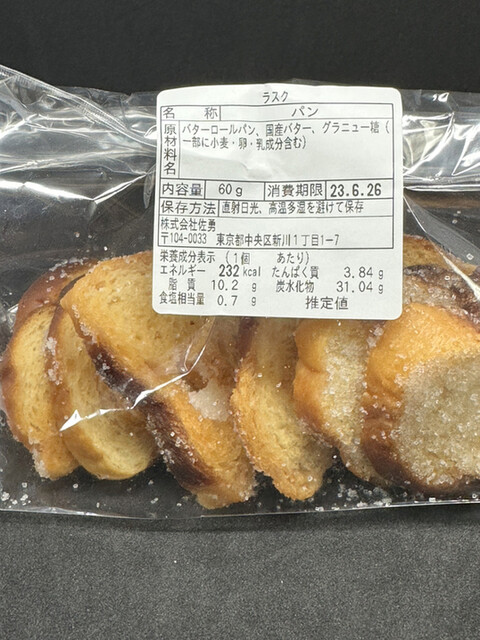 ラスク
名称 パン
原材料名 バターロールパン、国産バター、グラニュー糖(
一部に小麦・卵・乳成分含む)
内容量 60g 消費期限 23.6.26
保存方法 直射日光、高温多湿を避けて保存
株式会社佐勇
〒104-0033 東京都中央区新川1丁目1-7
栄養成分表示 (1個 あたり)
エネルギー 232kcal たんぱく質 3.84g
脂質 10.2g 炭水化物 31.04g
食塩相当量 0.7g 推定値